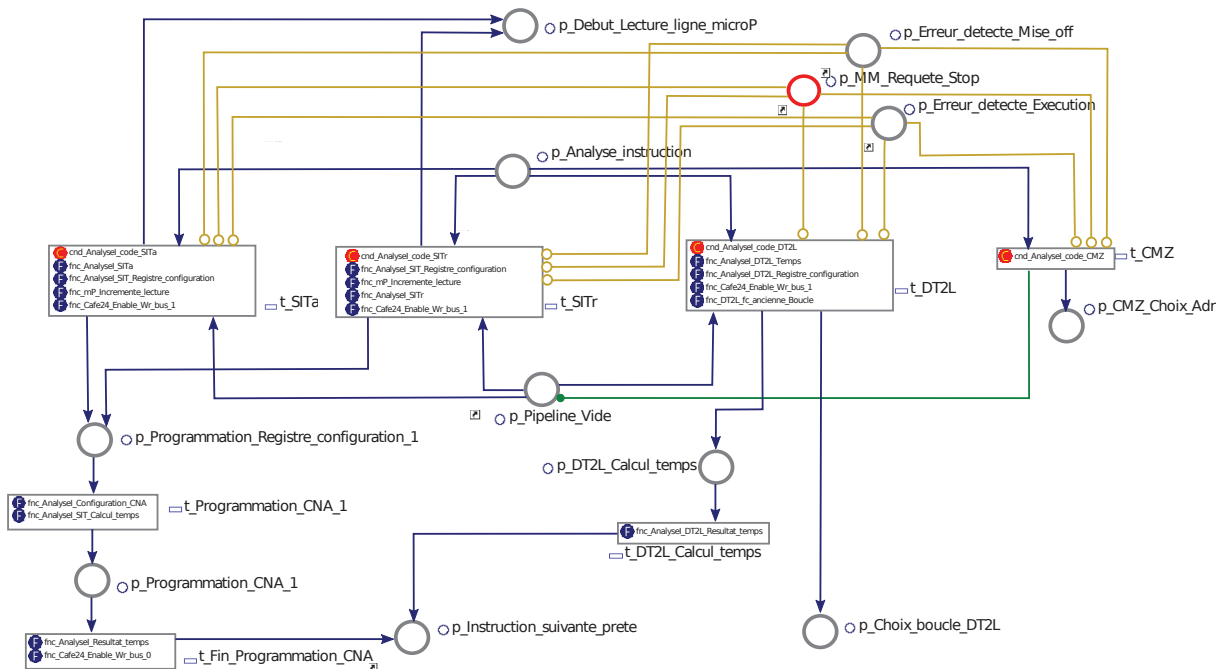 p_Debut_Lecture_ligne_microP
p_Erreur_detecte_Mise_off
p_MM_Requete_Stop
p_Erreur_detecte_Execution
p_Analyse_instruction
C cnd_Analysel_code_SITa
F fnc_Analysel_SITa
F fnc_Analysel_SIT_Registre_configuration
F fnc_mP_Incremente_lecture
F fnc_Cafe24_Enable_Wr_bus_1
t_SITa
C cnd_Analysel_code_SITr
F fnc_Analysel_SIT_Registre_configuration
F fnc_mP_Incremente_lecture
F fnc_Analysel_SITr
F fnc_Cafe24_Enable_Wr_bus_1
t_SITr
C cnd_Analysel_code_DT2L
F fnc_Analysel_DT2L_Temps
F fnc_Analysel_DT2L_Registre_configuration
F fnc_Cafe24_Enable_Wr_bus_1
F fnc_DT2L_fc_ancienne_Boucle
t_DT2L
C cnd_Analysel_code_CMZ
t_CMZ
p_CMZ_Choix_Adr
p_Pipeline_Vide
p_Programmation_Registre_configuration_1
p_DT2L_Calcul_temps
F fnc_Analysel_Configuration_CNA
F fnc_Analysel_SIT_Calcul_temps
t_Programmation_CNA_1
F fnc_Analysel_DT2L_Resultat_temps
t_DT2L_Calcul_temps
p_Programmation_CNA_1
p_Instruction_suivante_prete
p_Choix_boucle_DT2L
F fnc_Analysel_Resultat_temps
F fnc_Cafe24_Enable_Wr_bus_0
t_Fin_Programmation_CNA